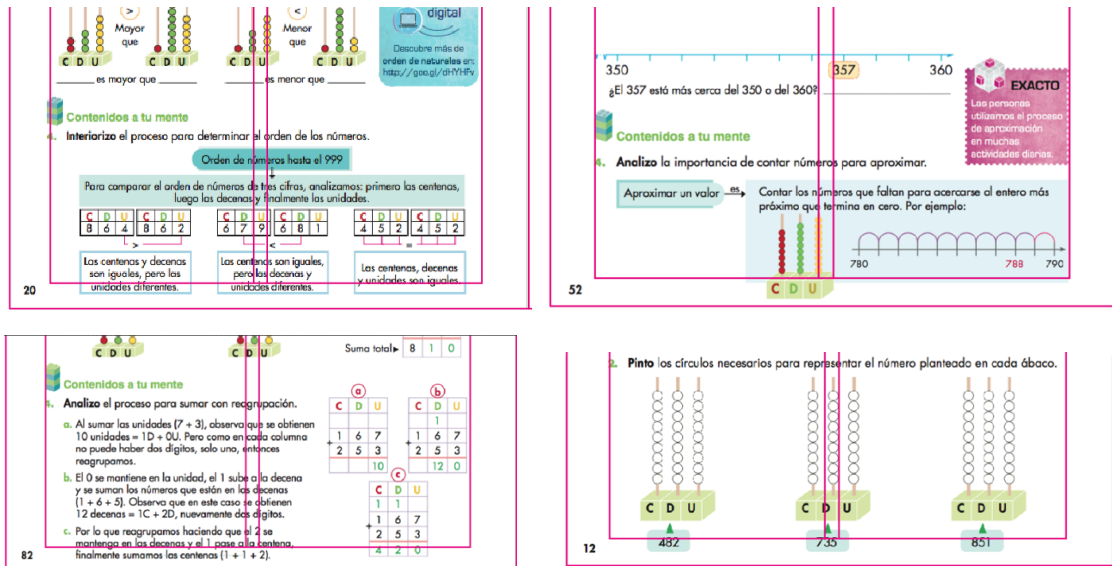 >
Mayor
que
<
Menor
que
C D U
C D U
C D U
C D U
_______ es mayor que _______
_______ es menor que _______
digital
Descubre más de
orden de naturales en:
http://goo.gl/dHYHFv
Contenidos a tu mente
4. Interiorizo el proceso para determinar el orden de los números.
Orden de números hasta el 999
Para comparar el orden de números de tres cifras, analizamos: primero las centenas,
luego las decenas y finalmente las unidades.
C D U C D U
8 6 4 8 6 2
>
C D U C D U
6 7 9 6 8 1
<
C D U C D U
4 5 2 4 5 2
=
Las centenas y decenas
son iguales, pero las
unidades diferentes.
Las centenas son iguales,
pero las decenas y
unidades diferentes.
Las centenas, decenas
y unidades son iguales.
20
350 357 360
¿El 357 está más cerca del 350 o del 360? _______
EXACTO
Las personas
utilizamos el proceso
de aproximación
en muchas
actividades diarias.
Contenidos a tu mente
4. Analizo la importancia de contar números para aproximar.
Aproximar un valor
es
Contar los números que faltan para acercarse al entero más
próximo que termina en cero. Por ejemplo:
C D U
780 788 790
52
C D U
C D U
Suma total 8 1 0
Contenidos a tu mente
4. Analizo el proceso para sumar con reagrupación.
a. Al sumar las unidades (7 + 3), observa que se obtienen
10 unidades = 1D + 0U. Pero como en cada columna
no puede haber dos dígitos, solo uno, entonces
reagrupamos.
b. El 0 se mantiene en la unidad, el 1 sube a la decena
y se suman los números que están en las decenas
(1 + 6 + 5). Observa que en este caso se obtienen
12 decenas = 1C + 2D, nuevamente dos dígitos.
c. Por lo que reagrupamos haciendo que el 2 se
mantenga en las decenas y el 1 pase a la centena,
finalmente sumamos las centenas (1 + 1 + 2).
a
C D U
1 6 7
+ 2 5 3
10
b
C D U
1
1 6 7
+ 2 5 3
12 0
c
C D U
1 1
1 6 7
+ 2 5 3
4 2 0
82
2. Pinto los círculos necesarios para representar el número planteado en cada ábaco.
C D U
C D U
C D U
482
735
851
12